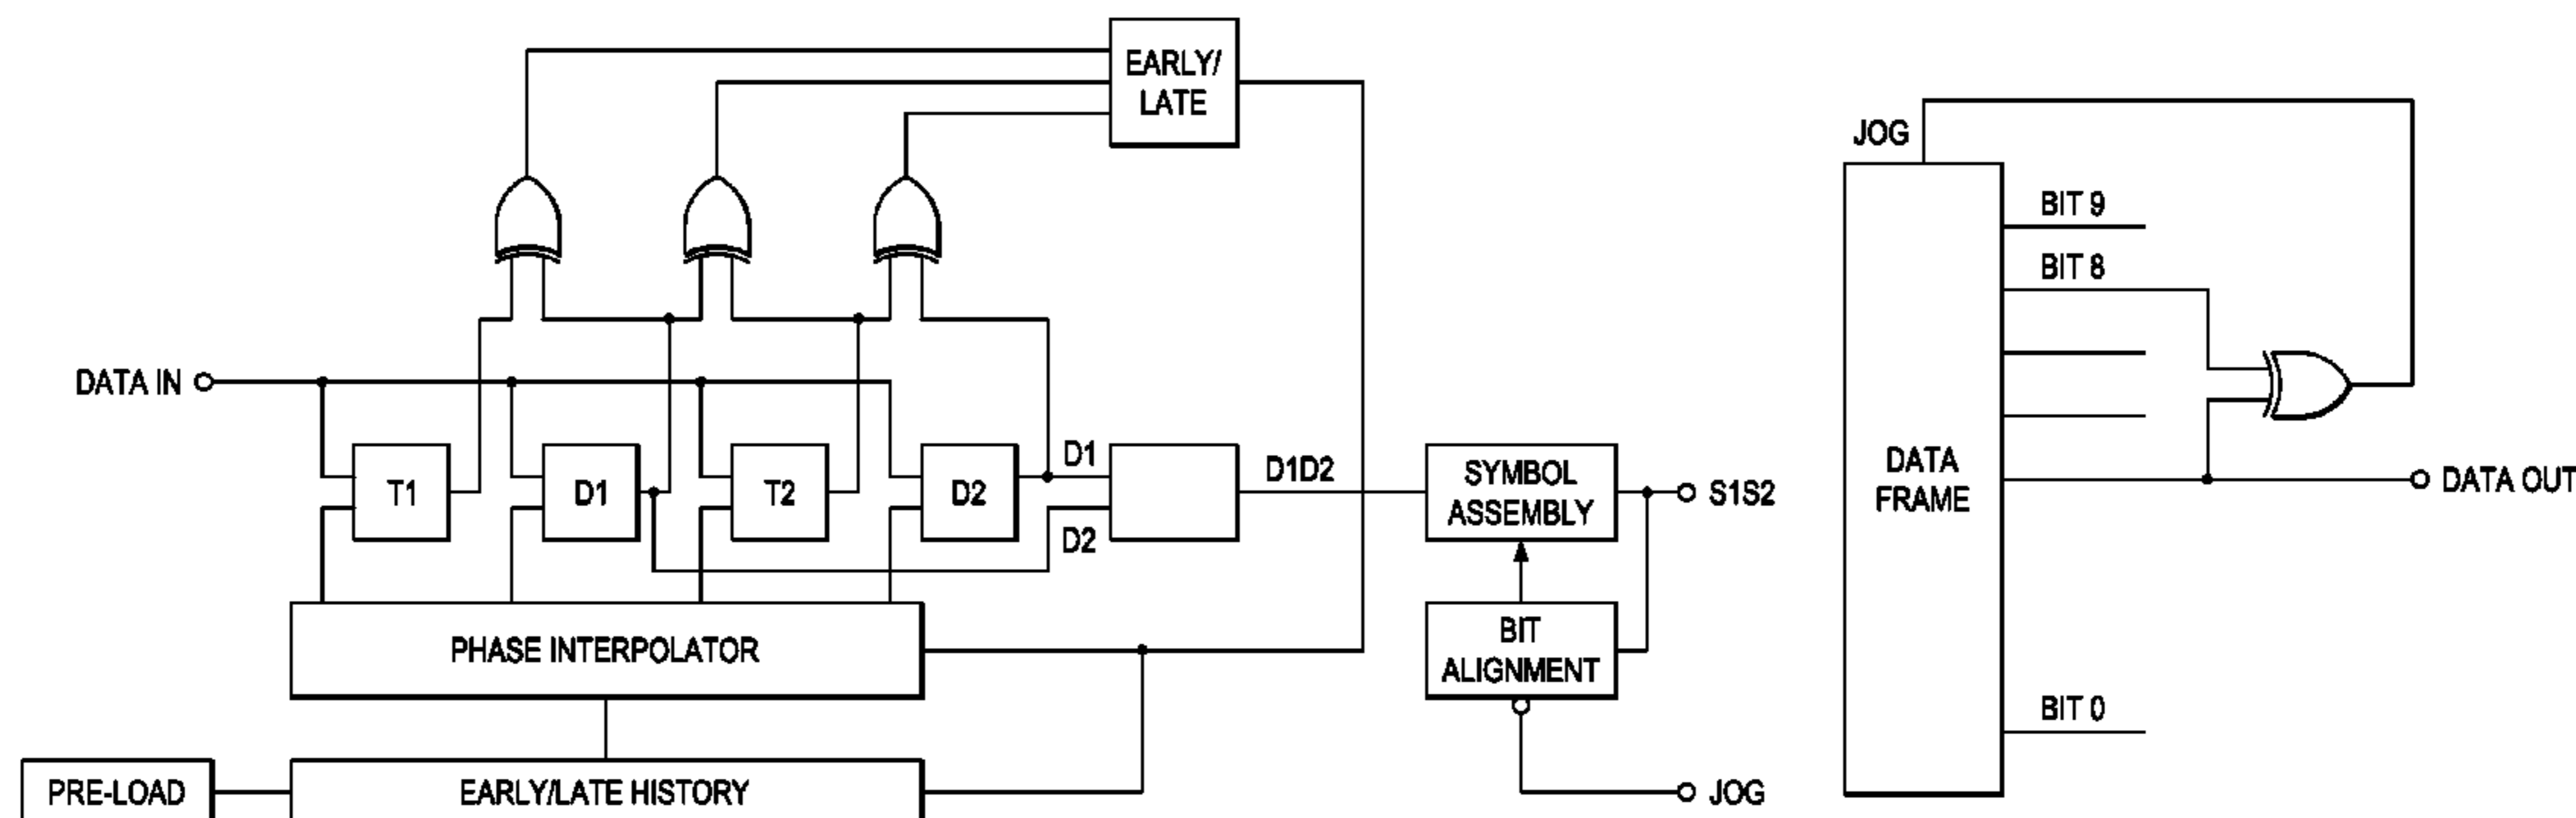 EARLY/
LATE
JOG
BIT 9
BIT 8
DATA IN
T1
D1
T2
D2
D1
D2
D1D2
SYMBOL
ASSEMBLY
S1S2
DATA
FRAME
DATA OUT
PHASE INTERPOLATOR
BIT
ALIGNMENT
BIT 0
PRE-LOAD
EARLY/LATE HISTORY
JOG